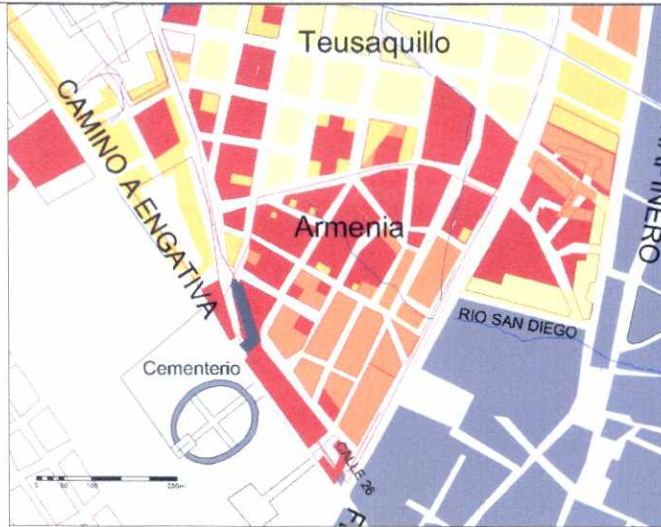 Teusaquillo
CAMINO A ENGATIVA
Armenia
RIO SAN DIEGO
Cementerio
CALLE 26